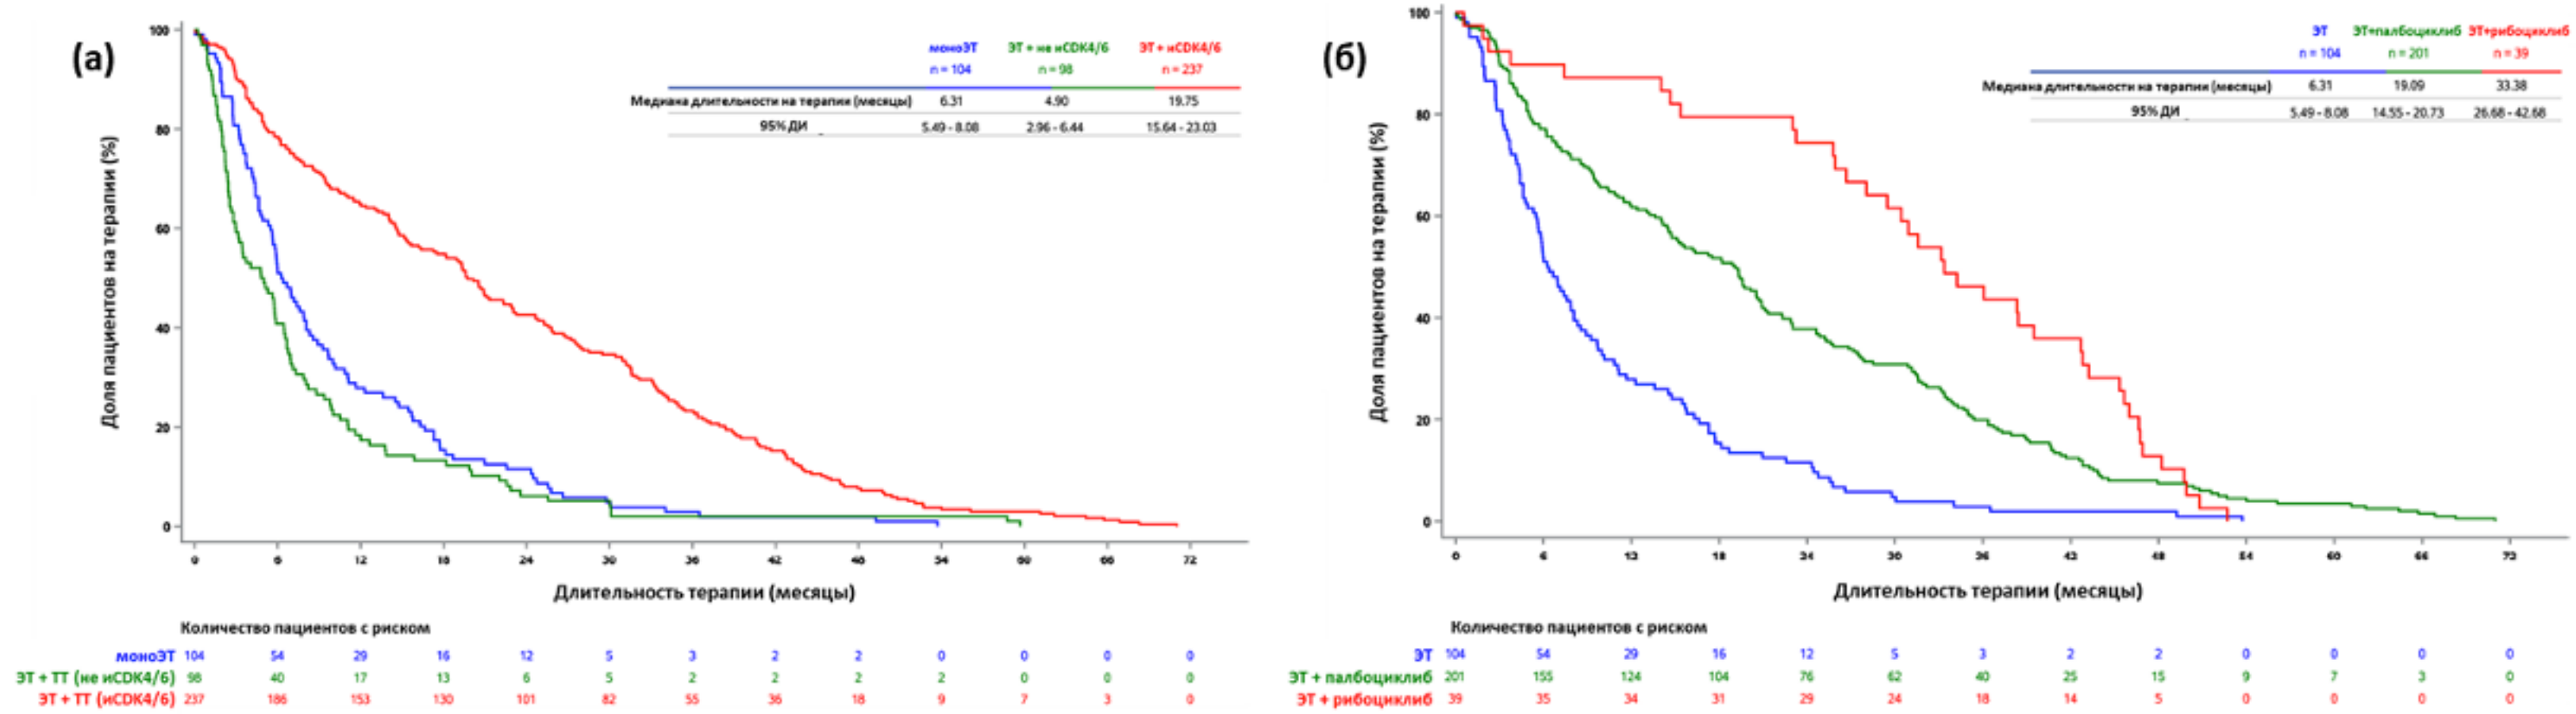 (а)
моноЭТ ЭТ + не иCDK4/6 ЭТ + иCDK4/6
n = 104 n = 98 n = 237
Медиана длительности на терапии (месяцы) 6.31 4.90 19.75
95% ДИ 5.49 - 8.08 2.96 - 6.44 15.64 - 23.03
Доля пациентов на терапии (%)
100
80
60
40
20
0
0 6 12 18 24 30 36 42 48 54 60 66 72
Длительность терапии (месяцы)
Количество пациентов с риском
моноЭТ 104 54 29 16 12 5 3 2 2 0 0 0 0
ЭТ + ТТ (не иCDK4/6) 98 40 17 13 6 5 2 2 2 2 0 0 0
ЭТ + ТТ (иCDK4/6) 237 186 153 130 101 82 55 36 18 9 7 3 0
(б)
ЭТ ЭТ+палбоциклиб ЭТ+рибоциклиб
n = 104 n = 201 n = 39
Медиана длительности на терапии (месяцы) 6.31 19.09 33.38
95% ДИ 5.49 - 8.08 14.55 - 20.73 26.68 - 42.68
Доля пациентов на терапии (%)
100
80
60
40
20
0
0 6 12 18 24 30 36 42 48 54 60 66 72
Длительность терапии (месяцы)
Количество пациентов с риском
ЭТ 104 54 29 16 12 5 3 2 2 0 0 0 0
ЭТ + палбоциклиб 201 155 124 104 76 62 40 25 15 9 7 3 0
ЭТ + рибоциклиб 39 35 34 31 29 24 18 14 5 0 0 0 0